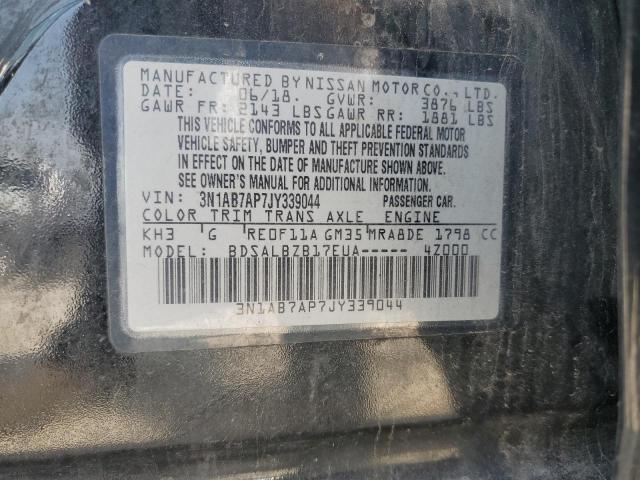 MANUFACTURED BY NISSAN MOTOR CO., LTD.
DATE: 06/18. GVWR: 3876 LBS
GAWR FR: 2143 LBS GAWR RR: 1881 LBS
THIS VEHICLE CONFORMS TO ALL APPLICABLE FEDERAL MOTOR
VEHICLE SAFETY, BUMPER AND THEFT PREVENTION STANDARDS
IN EFFECT ON THE DATE OF MANUFACTURE SHOWN ABOVE.
SEE OWNER'S MANUAL FOR ADDITIONAL INFORMATION.
VIN: 3N1AB7AP7JY339044 PASSENGER CAR.
COLOR TRIM TRANS AXLE ENGINE
KH3 G RE0F11A GM35 MRA8DE 1798 CC
MODEL: BDSALBZB17EUA----- 4Z000
3N1AB7AP7JY339044